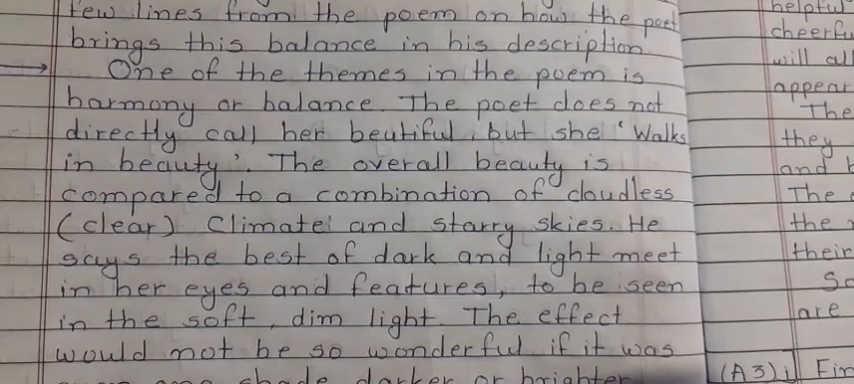 few lines from the poem on how the poet
brings this balance in his description.
One of the themes in the poem is
harmony or balance. The poet does not
directly call her beutiful, but she 'Walks
in beauty'. The overall beauty is
compared to a combination of cloudless
(clear) Climate' and starry skies. He
says the best of dark and light meet
in her eyes and features, to be seen
in the soft, dim light. The effect
would not be so wonderful if it was
shade darker or brighter
helpful
cheerfu
will all
appear
The
they
and
The
the
their
So
are
(A3) i) Fin